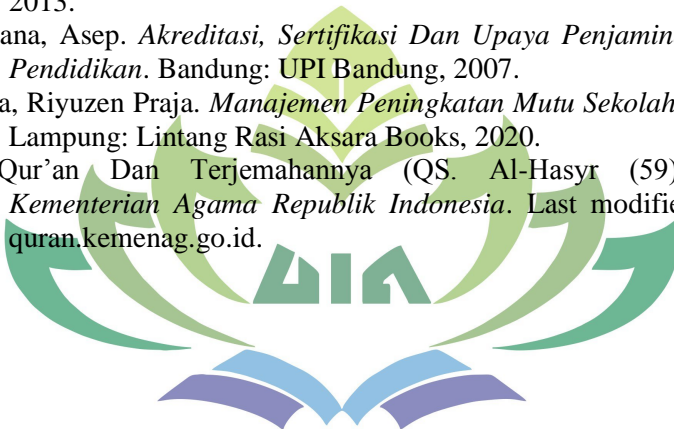 2013.
ana, Asep. Akreditasi, Sertifikasi Dan Upaya Penjamin
Pendidikan. Bandung: UPI Bandung, 2007.
a, Riyuzen Praja. Manajemen Peningkatan Mutu Sekolah
Lampung: Lintang Rasi Aksara Books, 2020.
Qur’an Dan Terjemahannya (QS. Al-Hasyr (59)
Kementerian Agama Republik Indonesia. Last modifie
quran.kemenag.go.id.
UIN